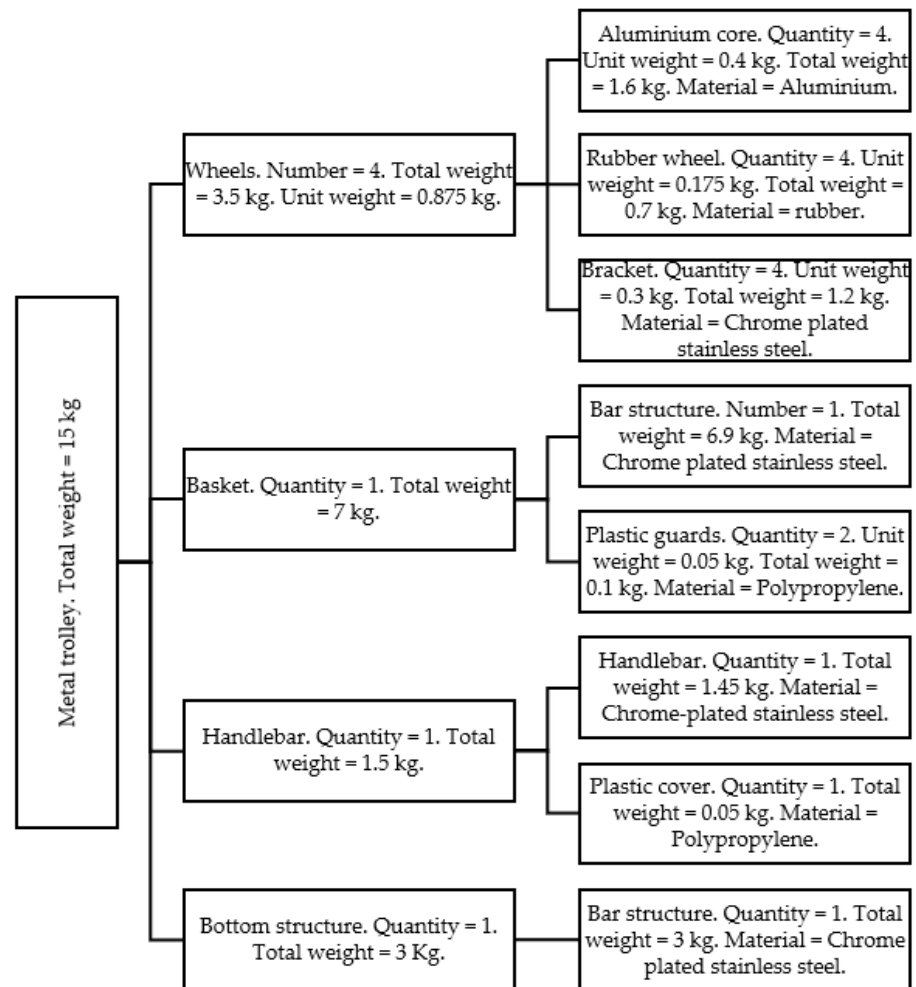 Metal trolley. Total weight = 15 kg
Wheels. Number = 4. Total weight
= 3.5 kg. Unit weight = 0.875 kg.
Aluminium core. Quantity = 4.
Unit weight = 0.4 kg. Total weight
= 1.6 kg. Material = Aluminium.
Rubber wheel. Quantity = 4. Unit
weight = 0.175 kg. Total weight =
0.7 kg. Material = rubber.
Bracket. Quantity = 4. Unit weight
= 0.3 kg. Total weight = 1.2 kg.
Material = Chrome plated
stainless steel.
Basket. Quantity = 1. Total weight
= 7 kg.
Bar structure. Number = 1. Total
weight = 6.9 kg. Material =
Chrome plated stainless steel.
Plastic guards. Quantity = 2. Unit
weight = 0.05 kg. Total weight =
0.1 kg. Material = Polypropylene.
Handlebar. Quantity = 1. Total
weight = 1.5 kg.
Handlebar. Quantity = 1. Total
weight = 1.45 kg. Material =
Chrome-plated stainless steel.
Plastic cover. Quantity = 1. Total
weight = 0.05 kg. Material =
Polypropylene.
Bottom structure. Quantity = 1.
Total weight = 3 Kg.
Bar structure. Quantity = 1. Total
weight = 3 kg. Material = Chrome
plated stainless steel.